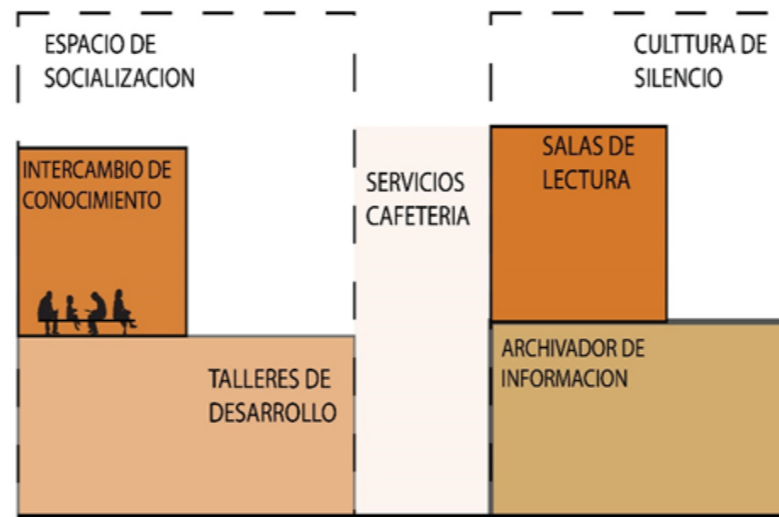 ESPACIO DE
SOCIALIZACION
CULTTURA DE
SILENCIO
INTERCAMBIO DE
CONOCIMIENTO
SERVICIOS
CAFETERIA
SALAS DE
LECTURA
TALLERES DE
DESARROLLO
ARCHIVADOR DE
INFORMACION